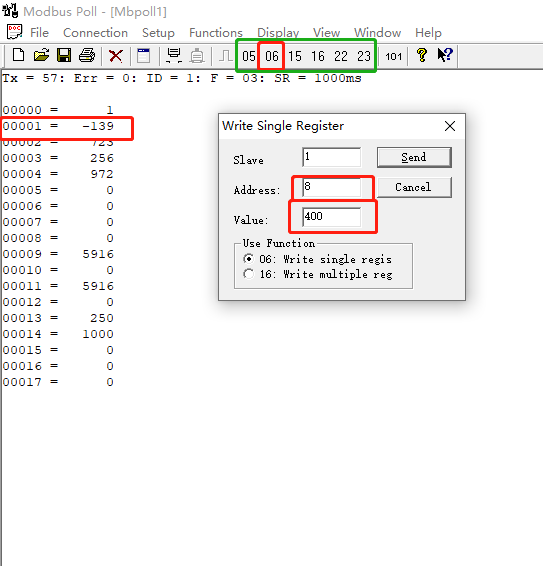 Modbus Poll - [Mbpoll1]
DOC File Connection Setup Functions Display View Window Help
05 06 15 16 22 23 101
Tx = 57: Err = 0: ID = 1: F = 03: SR = 1000ms
00000 = 1
00001 = -139
00002 = 723
00003 = 256
00004 = 972
00005 = 0
00006 = 0
00007 = 0
00008 = 0
00009 = 5916
00010 = 0
00011 = 5916
00012 = 0
00013 = 250
00014 = 1000
00015 = 0
00016 = 0
00017 = 0
Write Single Register
Slave 1 Send
Address: 8 Cancel
Value: 400
Use Function
06: Write single regis
16: Write multiple reg